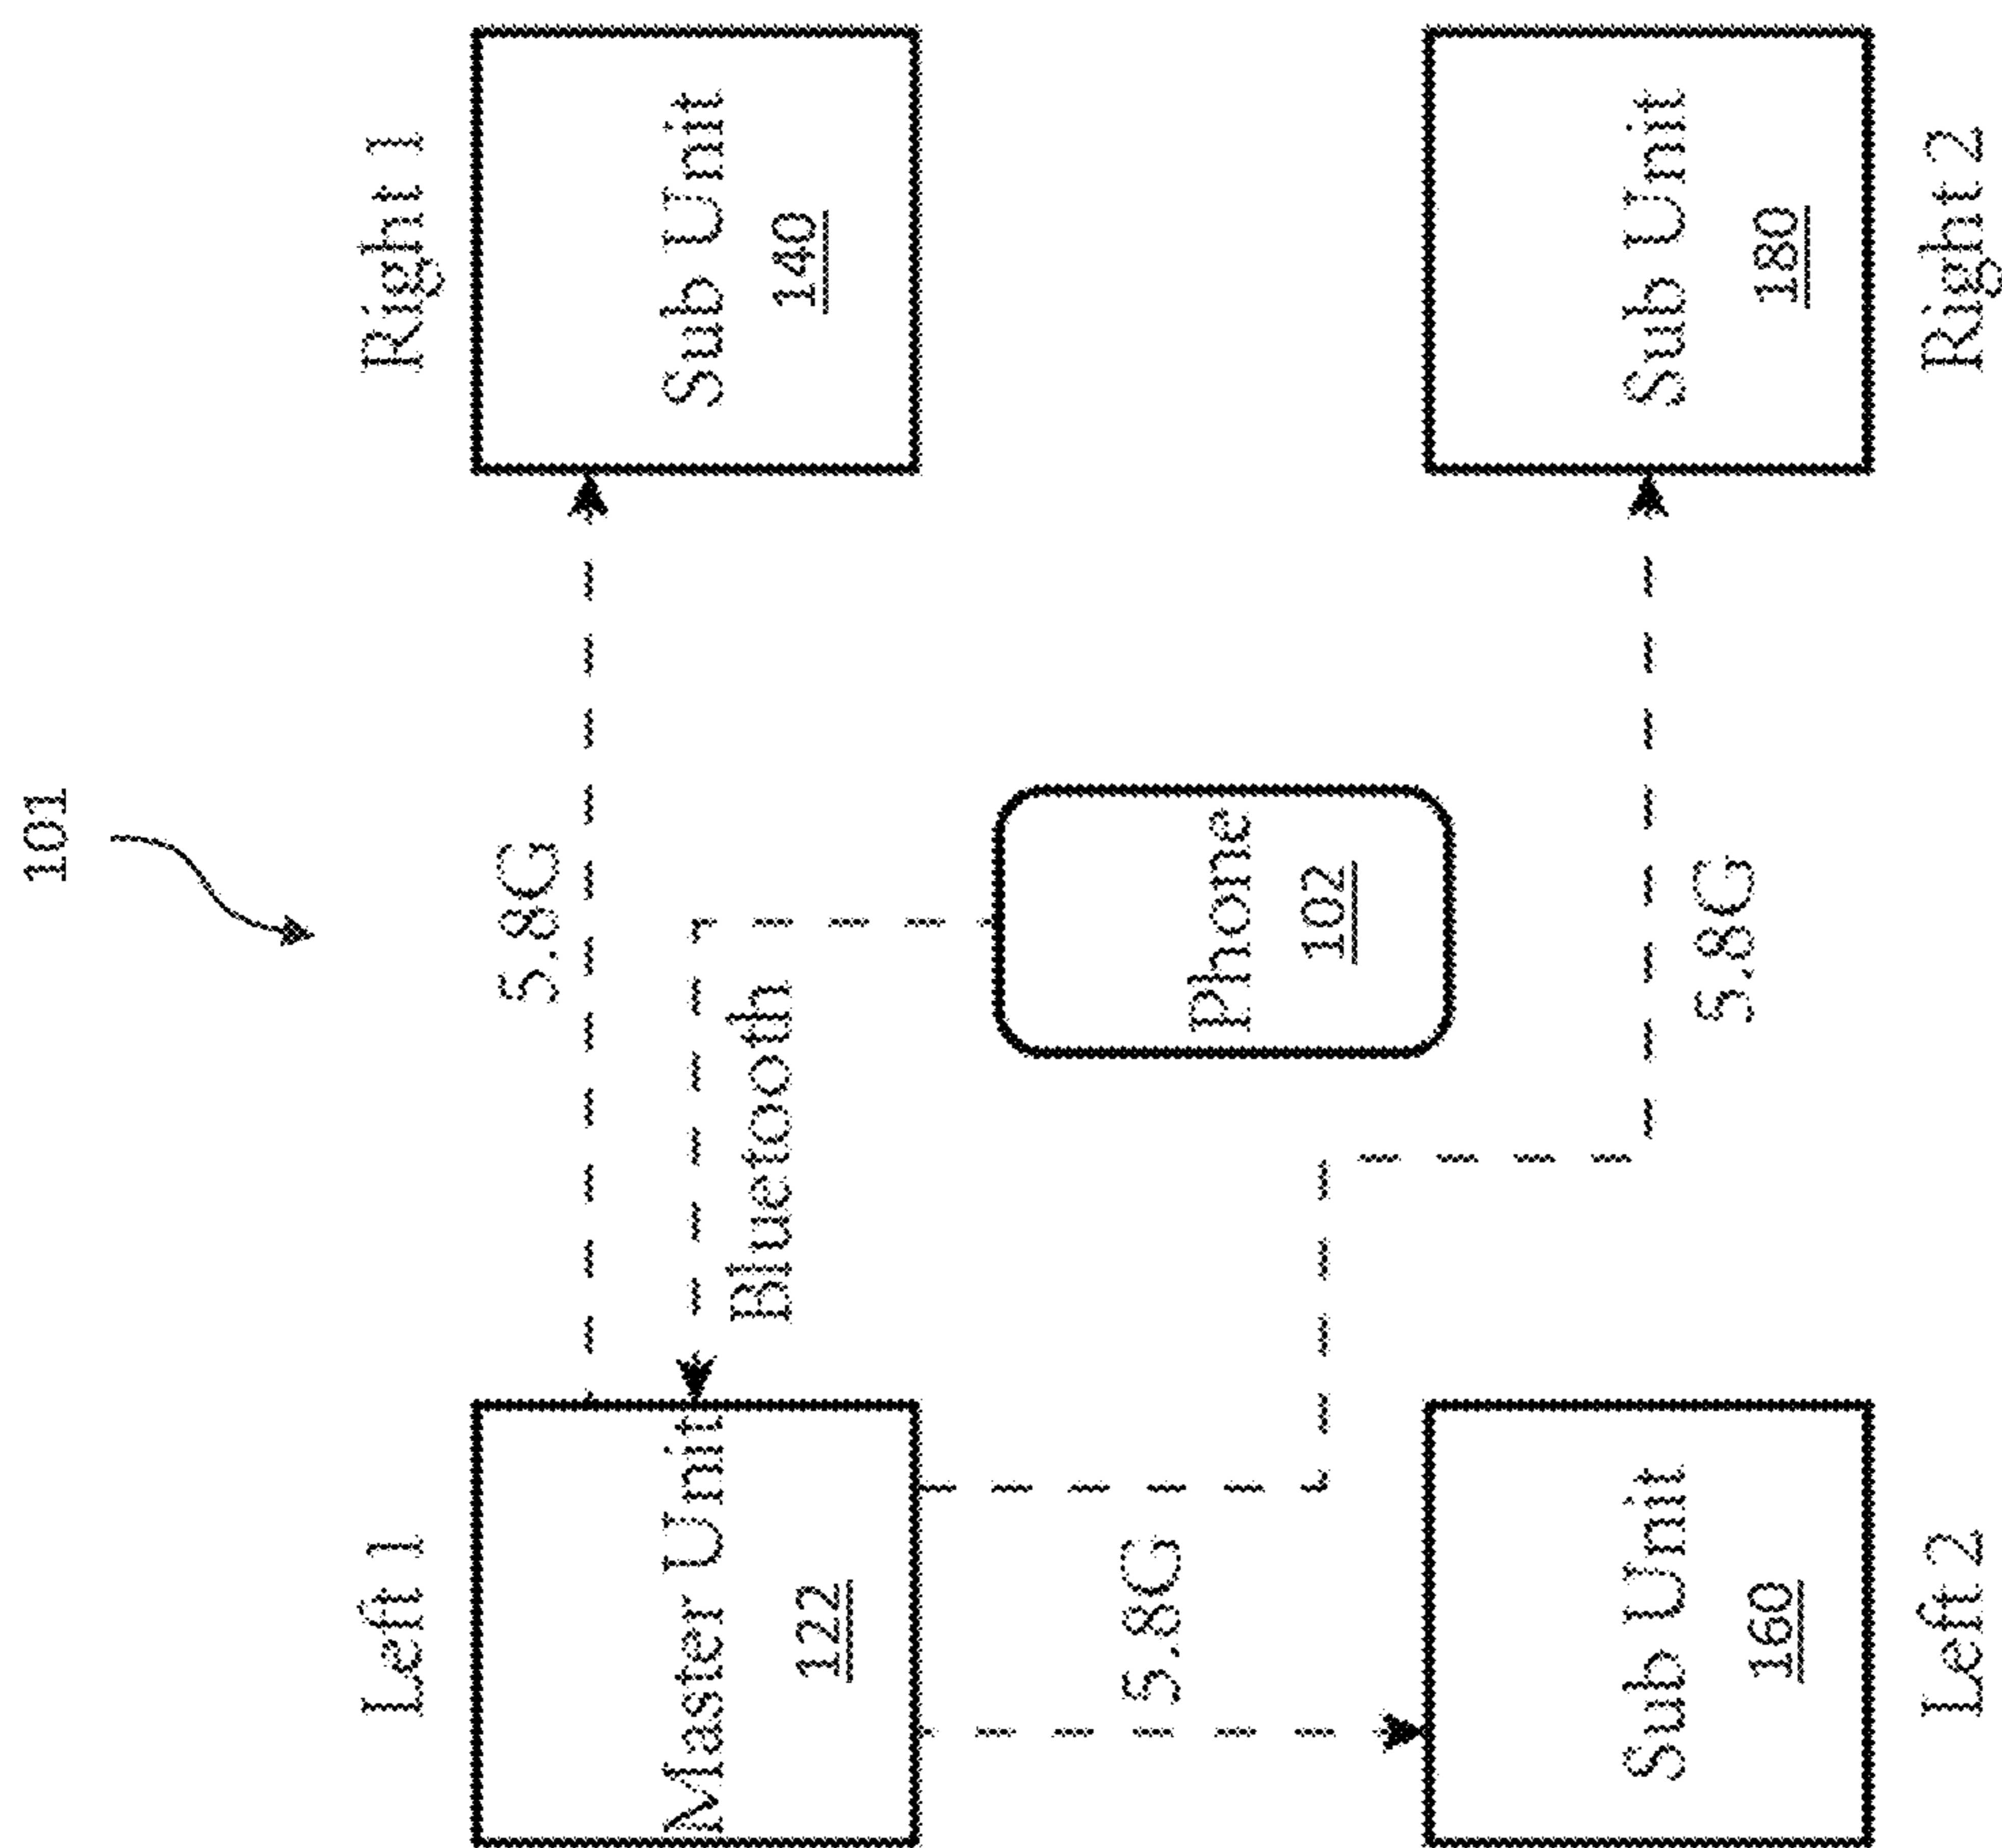 101
Left 1
Right 1
5.8G
Master Unit
122
Sub Unit
140
Bluetooth
5.8G
Phone
102
Sub Unit
160
Sub Unit
180
5.8G
Left 2
Right 2